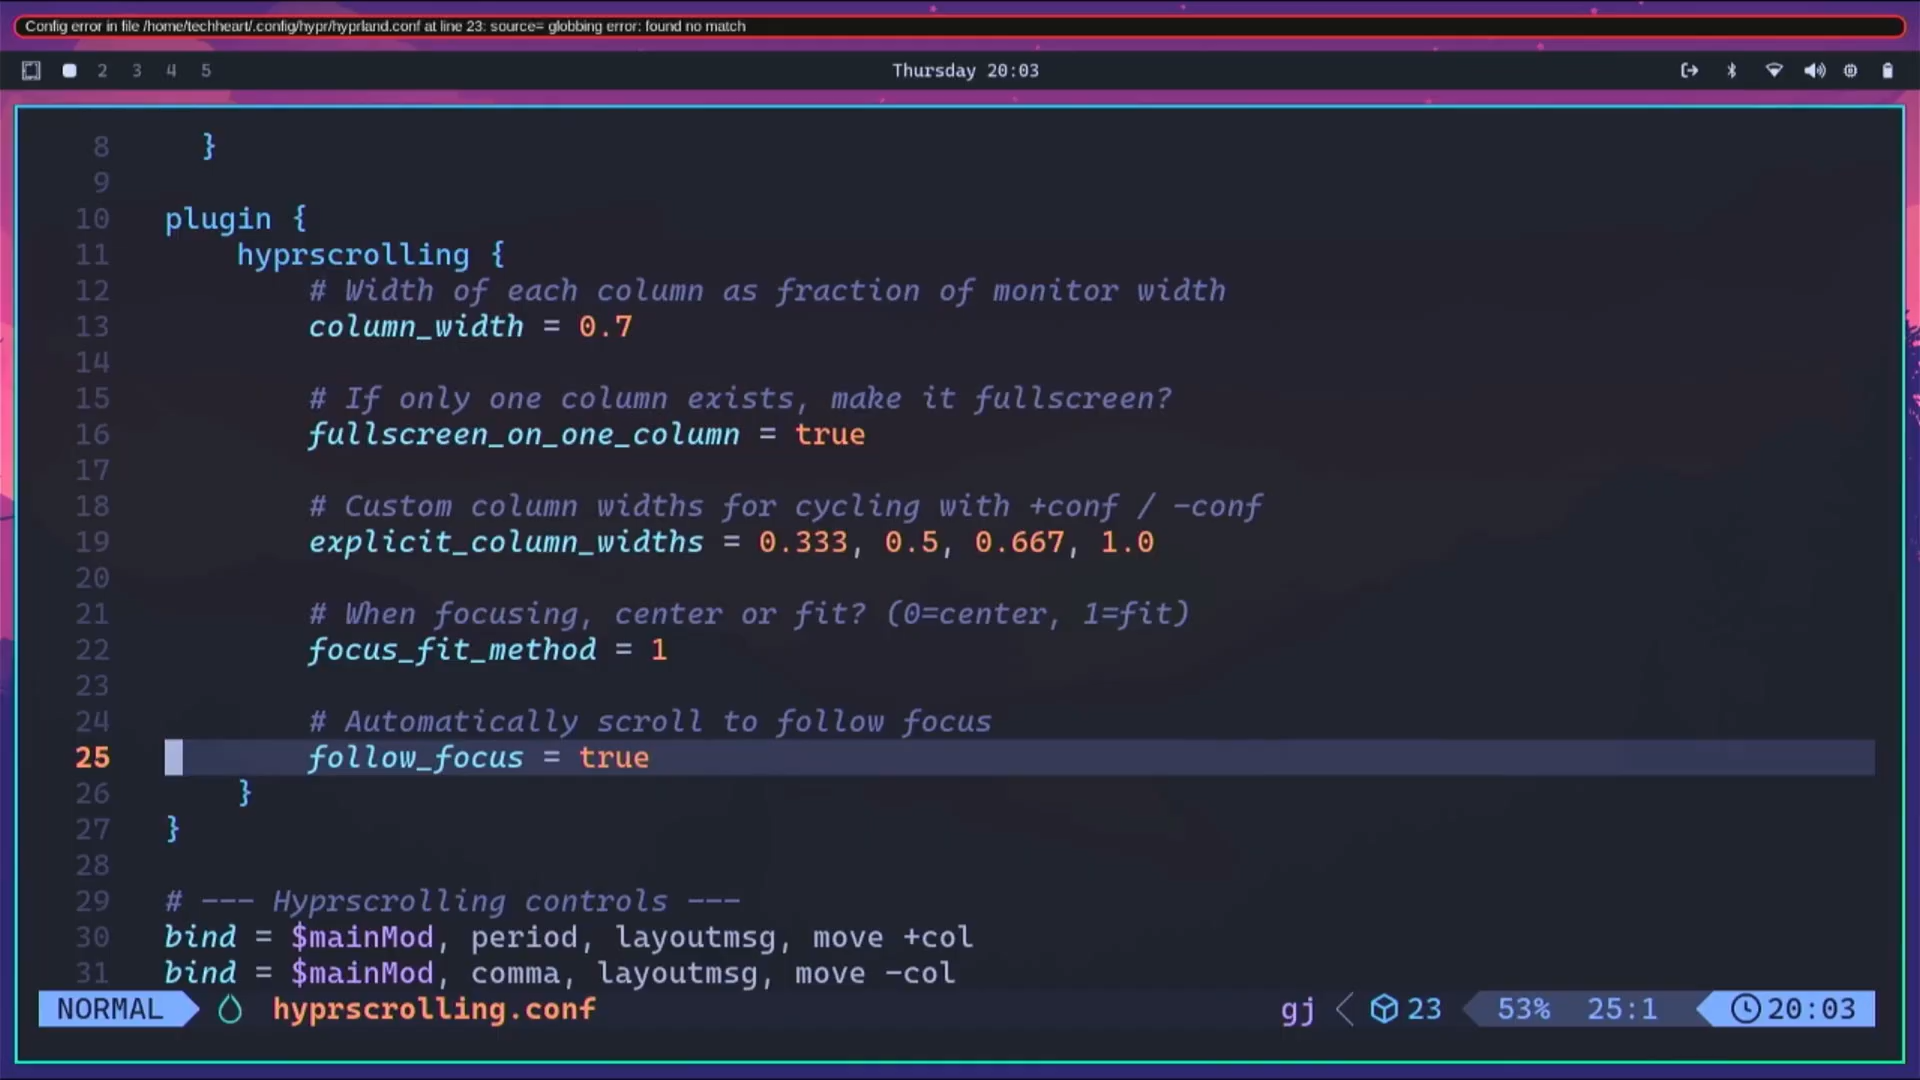 Config error in file /home/techheart/.config/hypr/hyprland.conf at line 23: source= globbing error: found no match
2 3 4 5 Thursday 20:03
8 }
9
10 plugin {
11 hyprscrolling {
12 # Width of each column as fraction of monitor width
13 column_width = 0.7
14
15 # If only one column exists, make it fullscreen?
16 fullscreen_on_one_column = true
17
18 # Custom column widths for cycling with +conf / -conf
19 explicit_column_widths = 0.333, 0.5, 0.667, 1.0
20
21 # When focusing, center or fit? (0=center, 1=fit)
22 focus_fit_method = 1
23
24 # Automatically scroll to follow focus
25 follow_focus = true
26 }
27 }
28
29 # --- Hyprscrolling controls ---
30 bind = $mainMod, period, layoutmsg, move +col
31 bind = $mainMod, comma, layoutmsg, move -col
NORMAL hyprscrolling.conf gj 23 53% 25:1 20:03